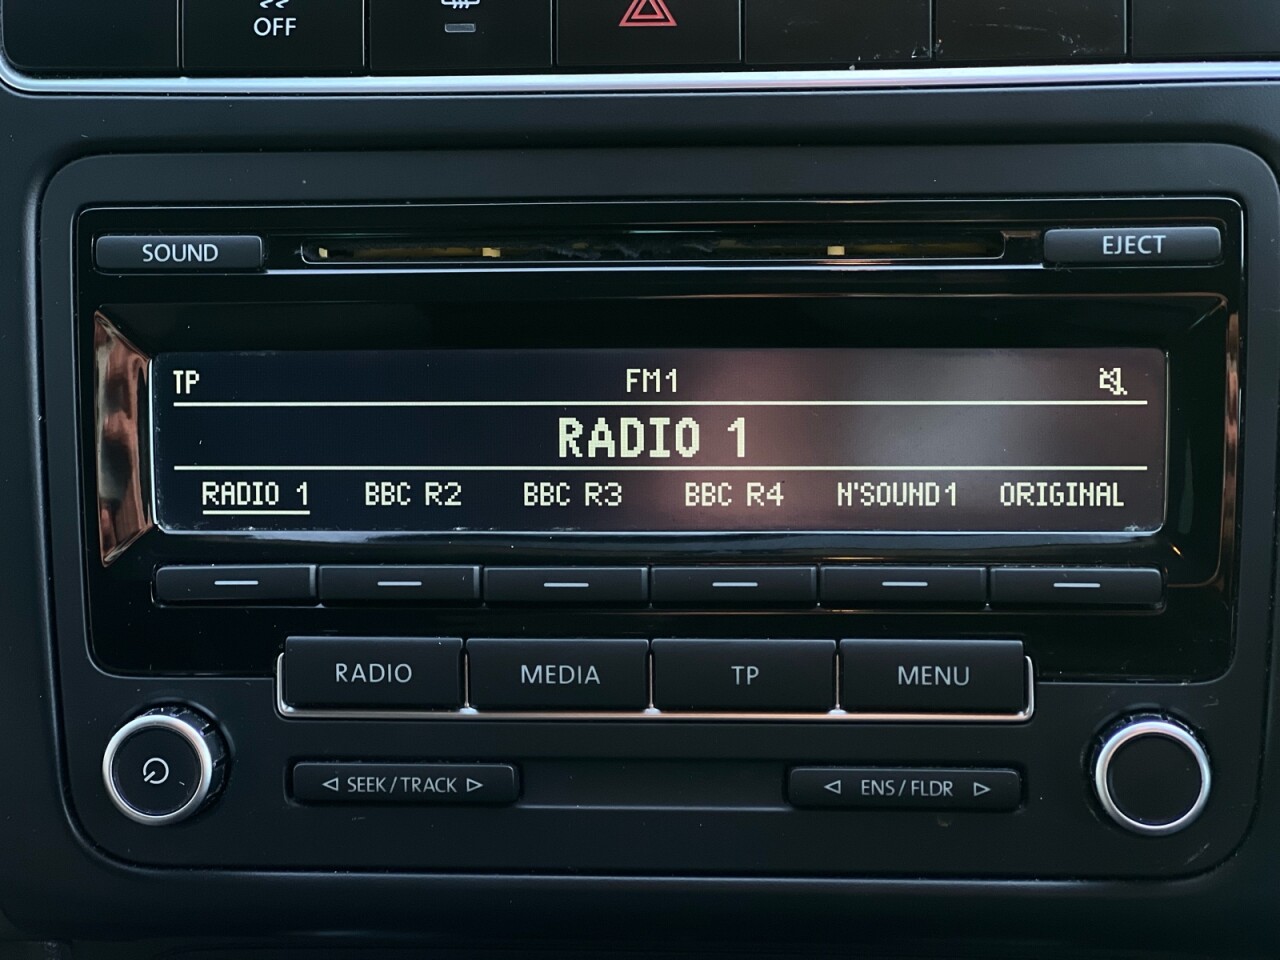 OFF
SOUND
EJECT
TP FM1
RADIO 1
RADIO 1 BBC R2 BBC R3 BBC R4 N'SOUND1 ORIGINAL
RADIO MEDIA TP MENU
SEEK / TRACK
ENS / FLDR